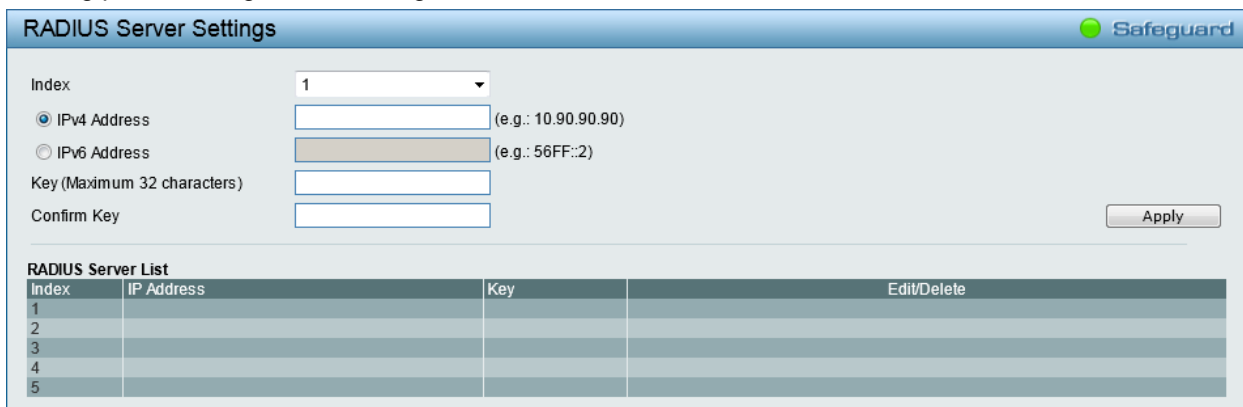 RADIUS Server Settings Safeguard
Index 1
IPv4 Address (e.g.: 10.90.90.90)
IPv6 Address (e.g.: 56FF::2)
Key (Maximum 32 characters)
Confirm Key Apply
RADIUS Server List
Index IP Address Key Edit/Delete
1
2
3
4
5